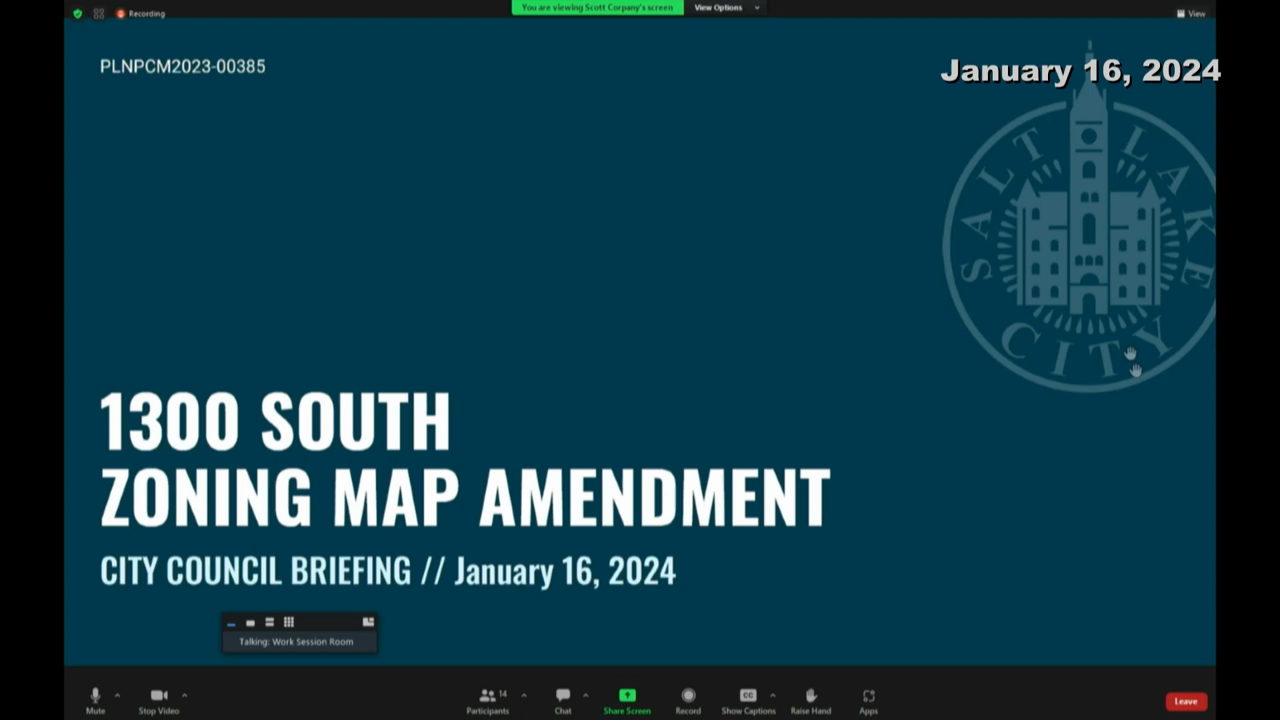 Recording
You are viewing Scott Corpany's screen
View Options
View
PLNPCM2023-00385
January 16, 2024
SALT LAKE
CITY
1300 SOUTH
ZONING MAP AMENDMENT
CITY COUNCIL BRIEFING // January 16, 2024
Talking: Work Session Room
Mute
Stop Video
Participants
14
Chat
Share Screen
Record
CC
Show Captions
Raise Hand
Apps
Leave